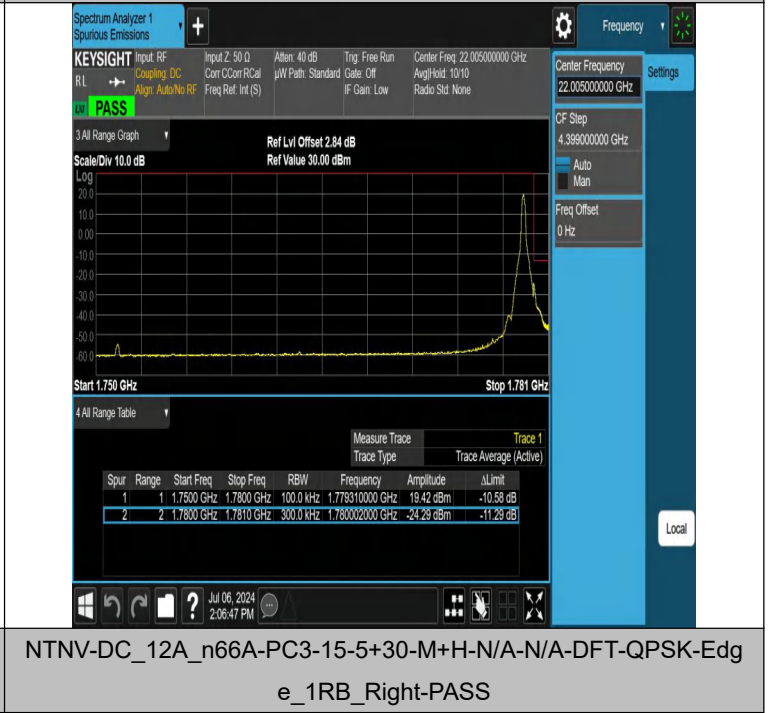 Spectrum Analyzer 1
Spurious Emissions
+
Frequency
KEYSIGHT Input: RF Input Z: 50 Ω Atten: 40 dB Trig: Free Run Center Freq: 22.005000000 GHz
RL Coupling: DC Corr CCorr RCal µW Path: Standard Gate: Off Avg|Hold: 10/10
Align: Auto/No RF Freq Ref: Int (S) IF Gain: Low Radio Std: None
PASS
Center Frequency
22.005000000 GHz
Settings
CF Step
4.399000000 GHz
Auto
Man
Freq Offset
0 Hz
3 All Range Graph
Ref Lvl Offset 2.84 dB
Scale/Div 10.0 dB Ref Value 30.00 dBm
Log
20.0
10.0
0.00
-10.0
-20.0
-30.0
-40.0
-50.0
-60.0
Start 1.750 GHz Stop 1.781 GHz
4 All Range Table
Measure Trace Trace 1
Trace Type Trace Average (Active)
Spur Range Start Freq Stop Freq RBW Frequency Amplitude ∆Limit
1 1 1.7500 GHz 1.7800 GHz 100.0 kHz 1.779310000 GHz 19.42 dBm -10.58 dB
2 2 1.7800 GHz 1.7810 GHz 300.0 kHz 1.780002000 GHz -24.29 dBm -11.29 dB
Local
? Jul 06, 2024
2:06:47 PM
NTNV-DC_12A_n66A-PC3-15-5+30-M+H-N/A-N/A-DFT-QPSK-Edg
e_1RB_Right-PASS